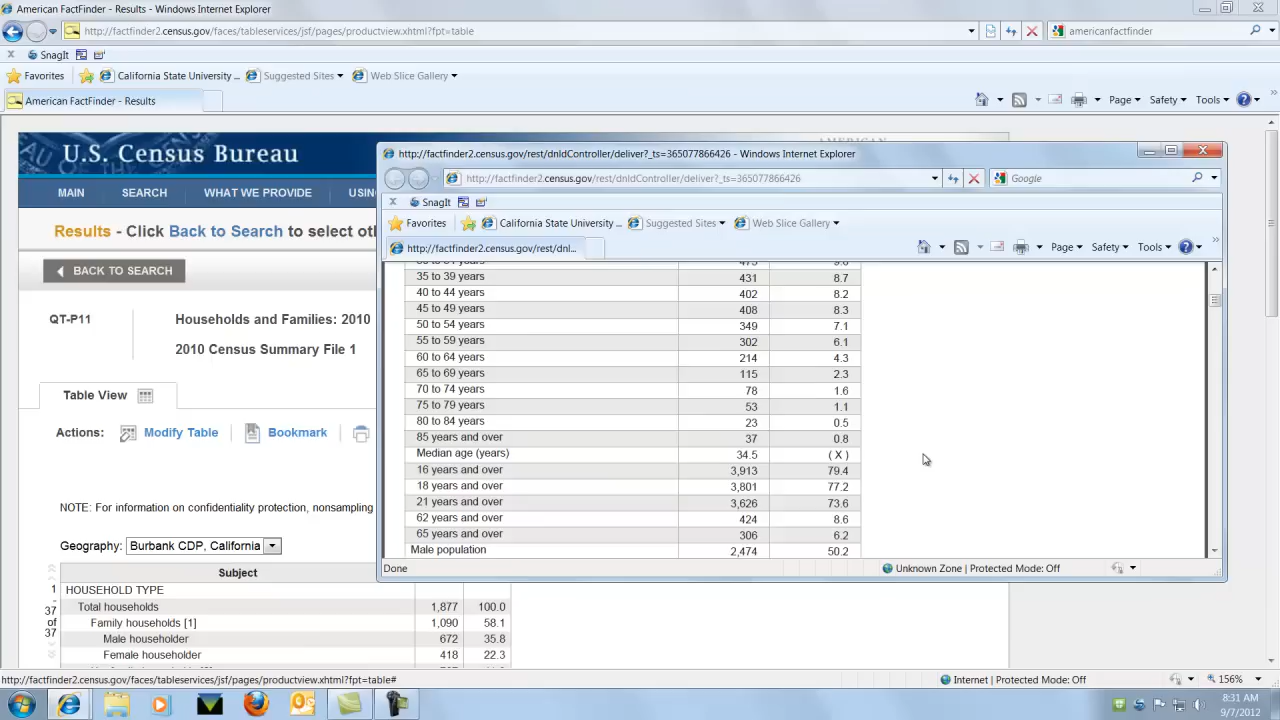 American FactFinder - Results - Windows Internet Explorer
http://factfinder2.census.gov/faces/tableservices/jsf/pages/productview.xhtml?fpt=table
americanfactfinder
x SnagIt
Favorites California State University ... Suggested Sites Web Slice Gallery
American FactFinder - Results
Page Safety Tools
U.S. Census Bureau
MAIN SEARCH WHAT WE PROVIDE
Results - Click Back to Search to select
BACK TO SEARCH
QT-P11 Households and Families: 2010
2010 Census Summary File 1
Table View
Actions: Modify Table Bookmark
NOTE: For information on confidentiality protection, nonsampling
Geography: Burbank CDP, California
Subject
1 HOUSEHOLD TYPE
- Total households 1,877 100.0
37 Family households [1] 1,090 58.1
of Male householder 672 35.8
37 Female householder 418 22.3
http://factfinder2.census.gov/rest/dnldController/deliver?_ts=365077866426 - Windows Internet Explorer
http://factfinder2.census.gov/rest/dnldController/deliver?_ts=365077866426
Google
x SnagIt
Favorites California State University ... Suggested Sites Web Slice Gallery
http://factfinder2.census.gov/rest/dnl...
Page Safety Tools
35 to 39 years 431 8.7
40 to 44 years 402 8.2
45 to 49 years 408 8.3
50 to 54 years 349 7.1
55 to 59 years 302 6.1
60 to 64 years 214 4.3
65 to 69 years 115 2.3
70 to 74 years 78 1.6
75 to 79 years 53 1.1
80 to 84 years 23 0.5
85 years and over 37 0.8
Median age (years) 34.5 ( X )
16 years and over 3,913 79.4
18 years and over 3,801 77.2
21 years and over 3,626 73.6
62 years and over 424 8.6
65 years and over 306 6.2
Male population 2,474 50.2
Done Unknown Zone | Protected Mode: Off
http://factfinder2.census.gov/faces/tableservices/jsf/pages/productview.xhtml?fpt=table# Internet | Protected Mode: Off 156%
8:31 AM
9/7/2012